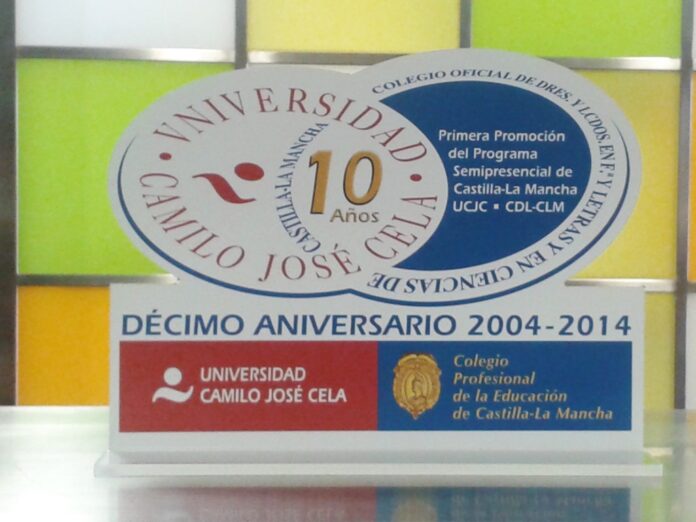 VNIVERSIDAD
CAMILO JOSÉ CELA
10
Años
COLEGIO OFICIAL DE DRES. Y LCDOS. EN F.ª Y LETRAS Y EN CIENCIAS DE
CASTILLA-LA MANCHA
Primera Promoción
del Programa
Semipresencial de
Castilla-La Mancha
UCJC ▪ CDL-CLM
DÉCIMO ANIVERSARIO 2004-2014
UNIVERSIDAD
CAMILO JOSÉ CELA
Colegio
Profesional
de la Educación
de Castilla-La Mancha